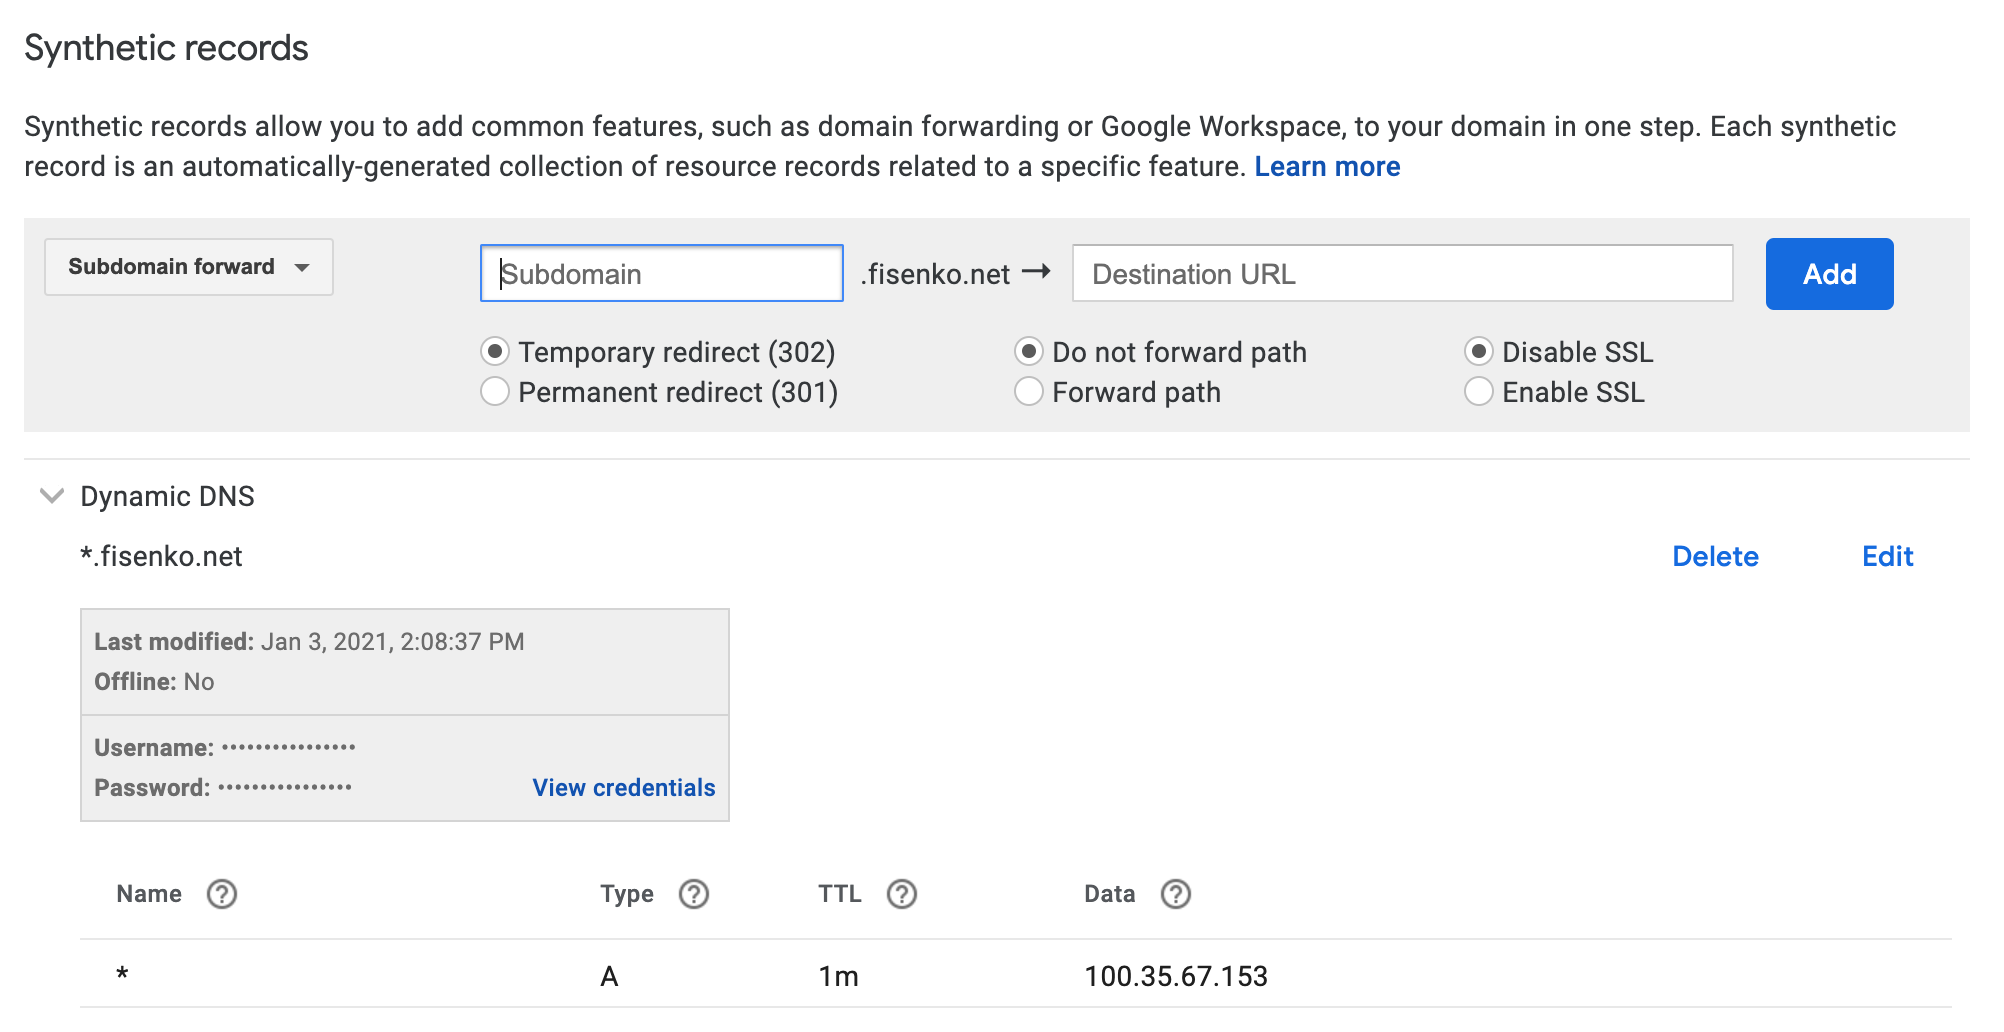 Synthetic records
Synthetic records allow you to add common features, such as domain forwarding or Google Workspace, to your domain in one step. Each synthetic
record is an automatically-generated collection of resource records related to a specific feature. Learn more
Subdomain forward
Subdomain
.fisenko.net →
Destination URL
Add
Temporary redirect (302)
Permanent redirect (301)
Do not forward path
Forward path
Disable SSL
Enable SSL
Dynamic DNS
*.fisenko.net
Delete
Edit
Last modified: Jan 3, 2021, 2:08:37 PM
Offline: No
Username: ••••••••••••••••
Password: ••••••••••••••••
View credentials
Name ? Type ? TTL ? Data ?
* A 1m 100.35.67.153